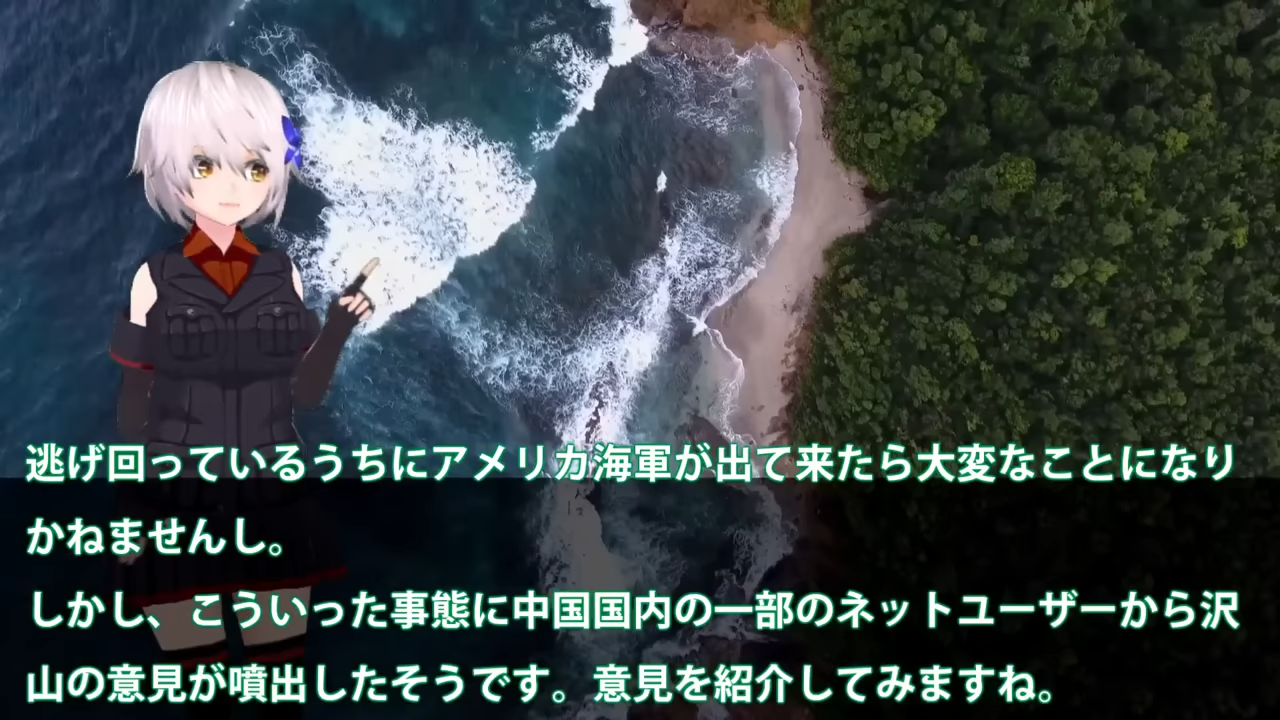 逃げ回っているうちにアメリカ海軍が出て来たら大変なことになり
かねませんし。
しかし、こういった事態に中国国内の一部のネットユーザーから沢
山の意見が噴出したそうです。意見を紹介してみますね。